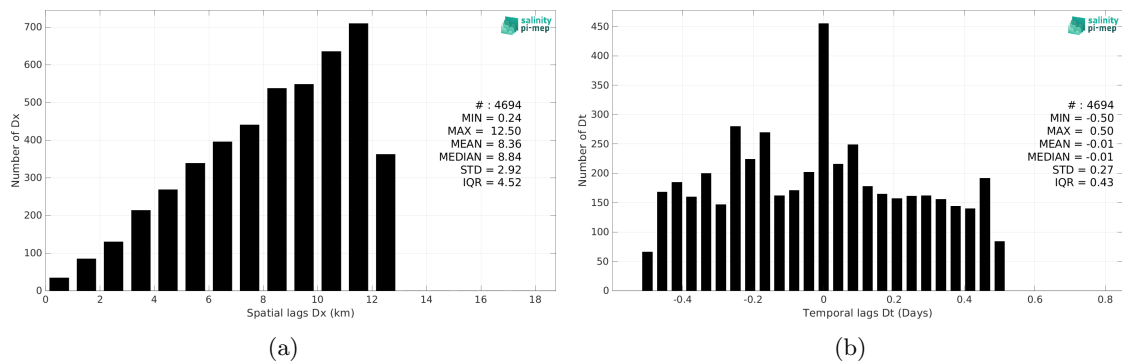 700
600
500
400
300
200
100
0
Number of Dx
0 2 4 6 8 10 12 14 16 18
Spatial lags Dx (km)
salinity
pi-mep
# : 4694
MIN = 0.24
MAX = 12.50
MEAN = 8.36
MEDIAN = 8.84
STD = 2.92
IQR = 4.52
(a)
450
400
350
300
250
200
150
100
50
0
Number of Dt
-0.4 -0.2 0 0.2 0.4 0.6 0.8
Temporal lags Dt (Days)
salinity
pi-mep
# : 4694
MIN = -0.50
MAX = 0.50
MEAN = -0.01
MEDIAN = -0.01
STD = 0.27
IQR = 0.43
(b)